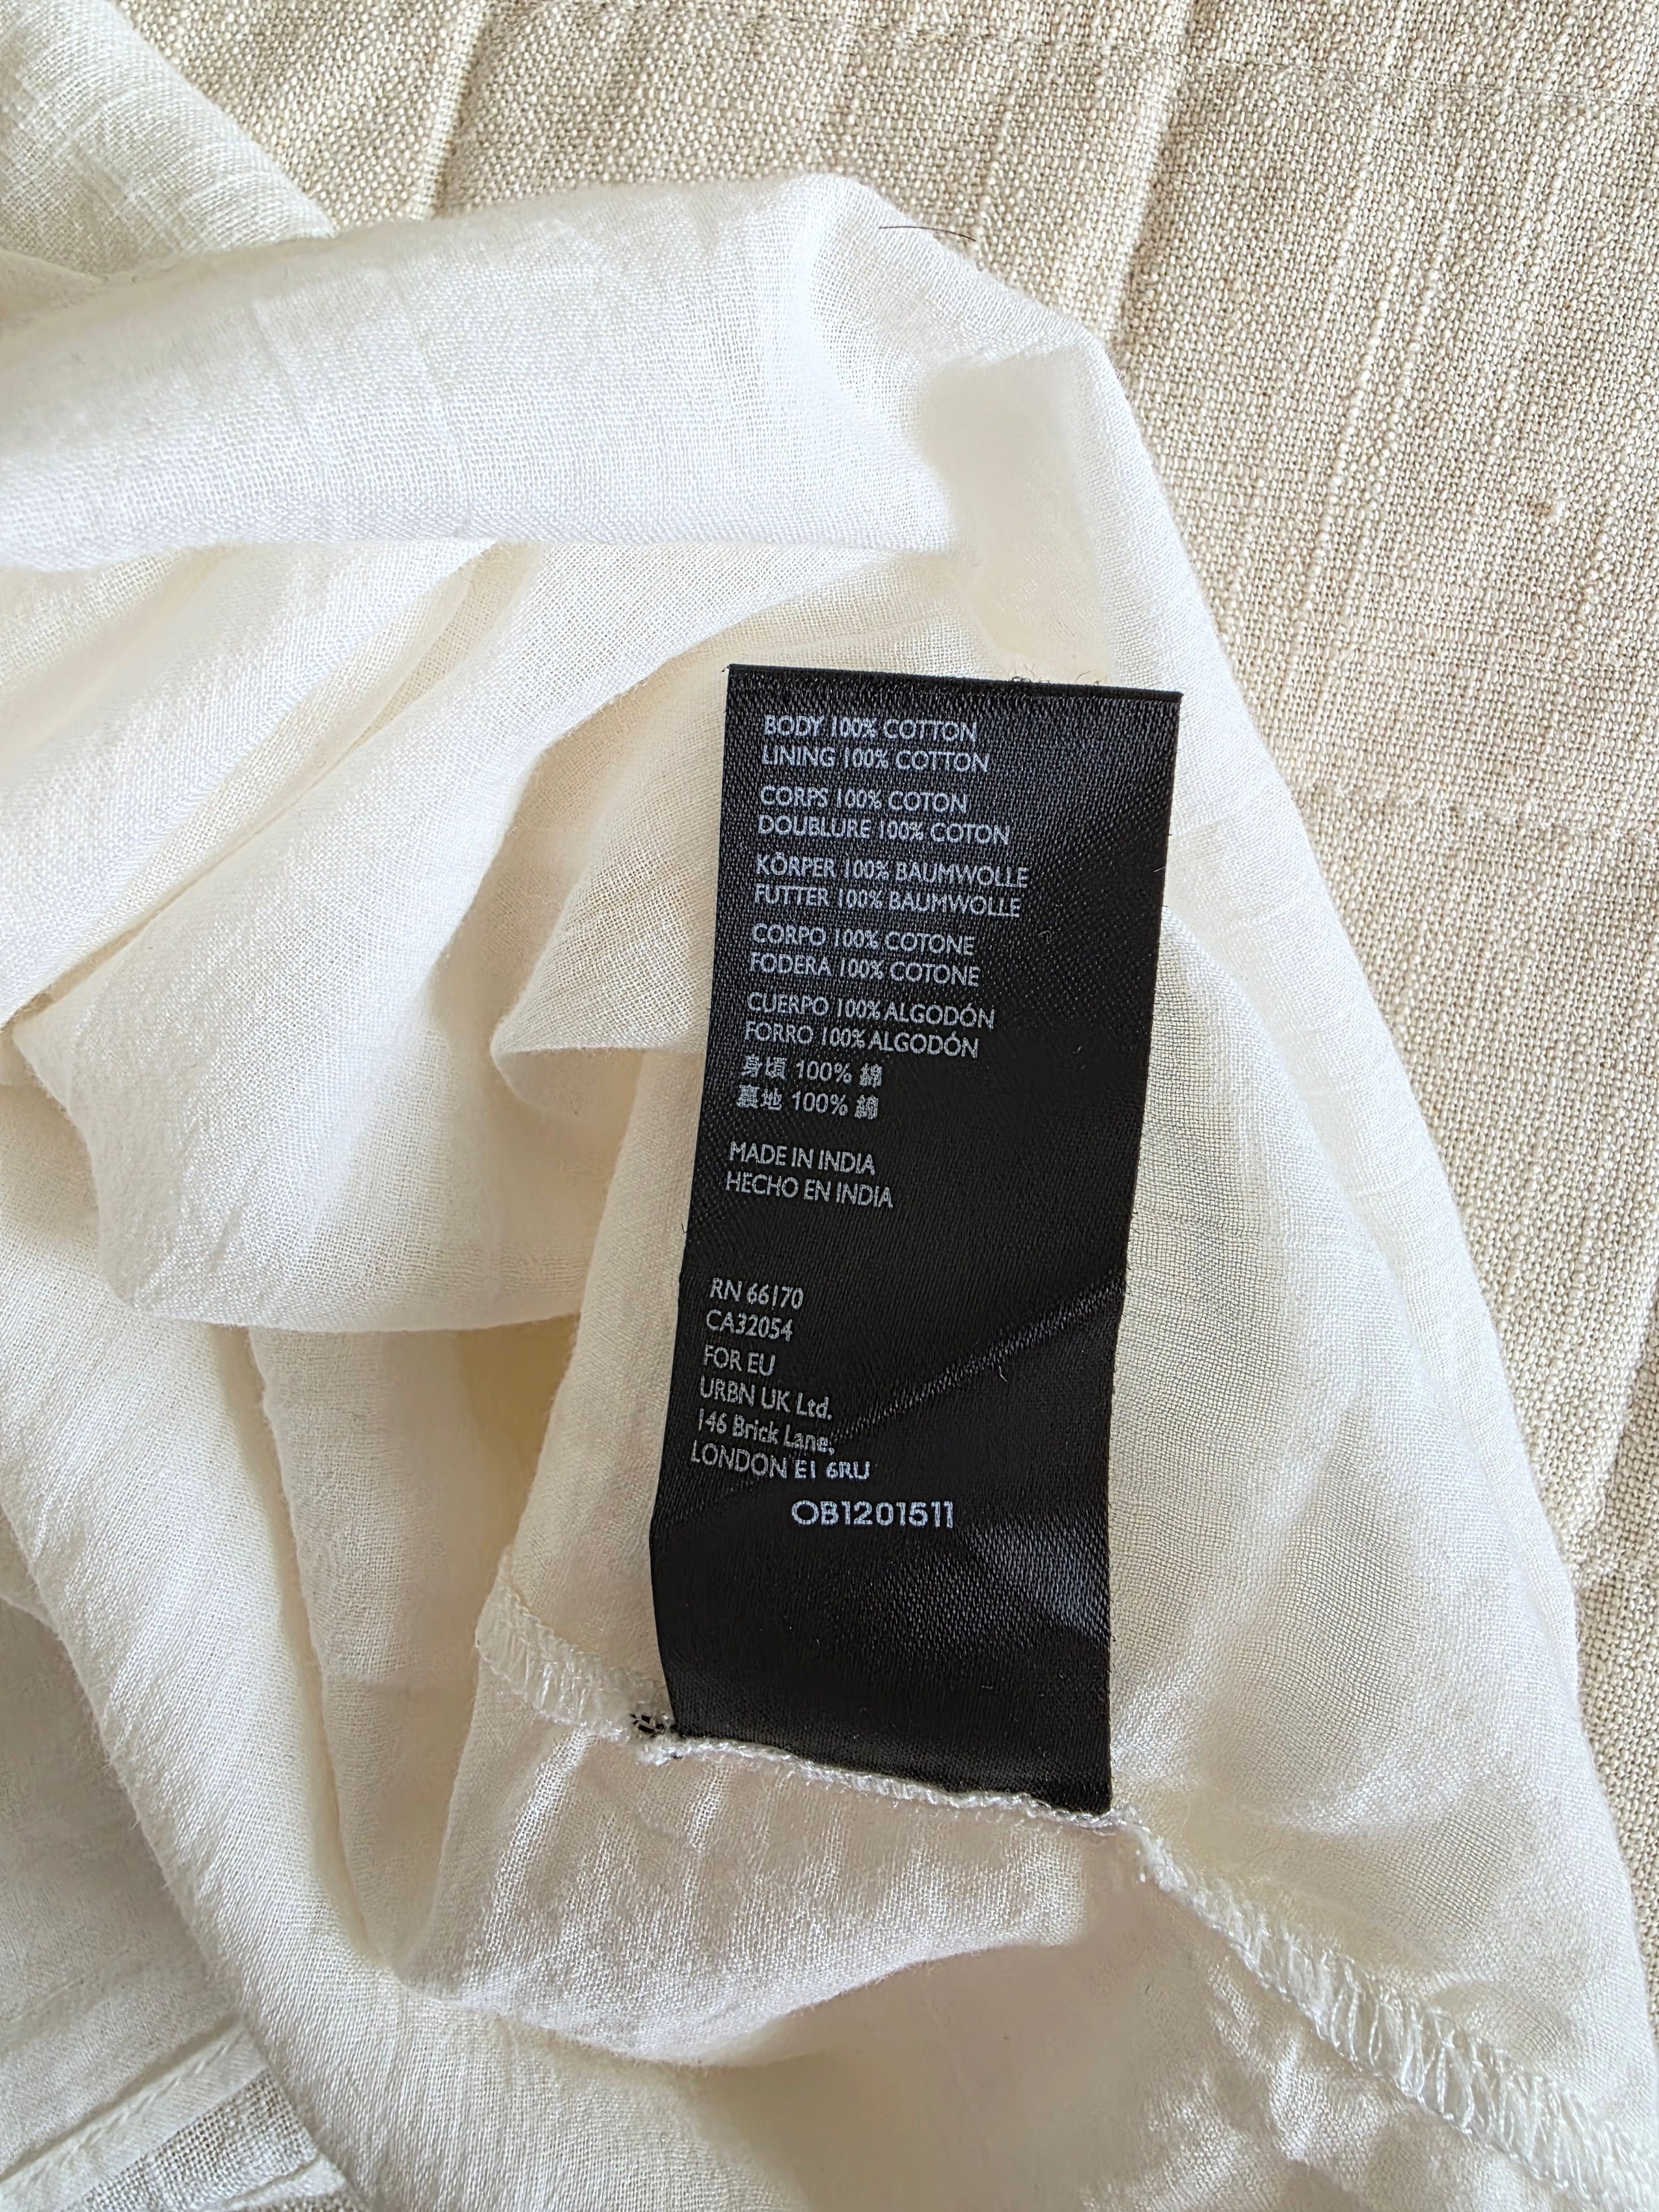 BODY 100% COTTON
LINING 100% COTTON
CORPS 100% COTON
DOUBLURE 100% COTON
KÖRPER 100% BAUMWOLLE
FUTTER 100% BAUMWOLLE
CORPO 100% COTONE
FODERA 100% COTONE
CUERPO 100% ALGODÓN
FORRO 100% ALGODÓN
身頃 100% 綿
裏地 100% 綿
MADE IN INDIA
HECHO EN INDIA
RN 66170
CA32054
FOR EU
URBN UK Ltd.
146 Brick Lane,
LONDON E1 6RU
OB1201511